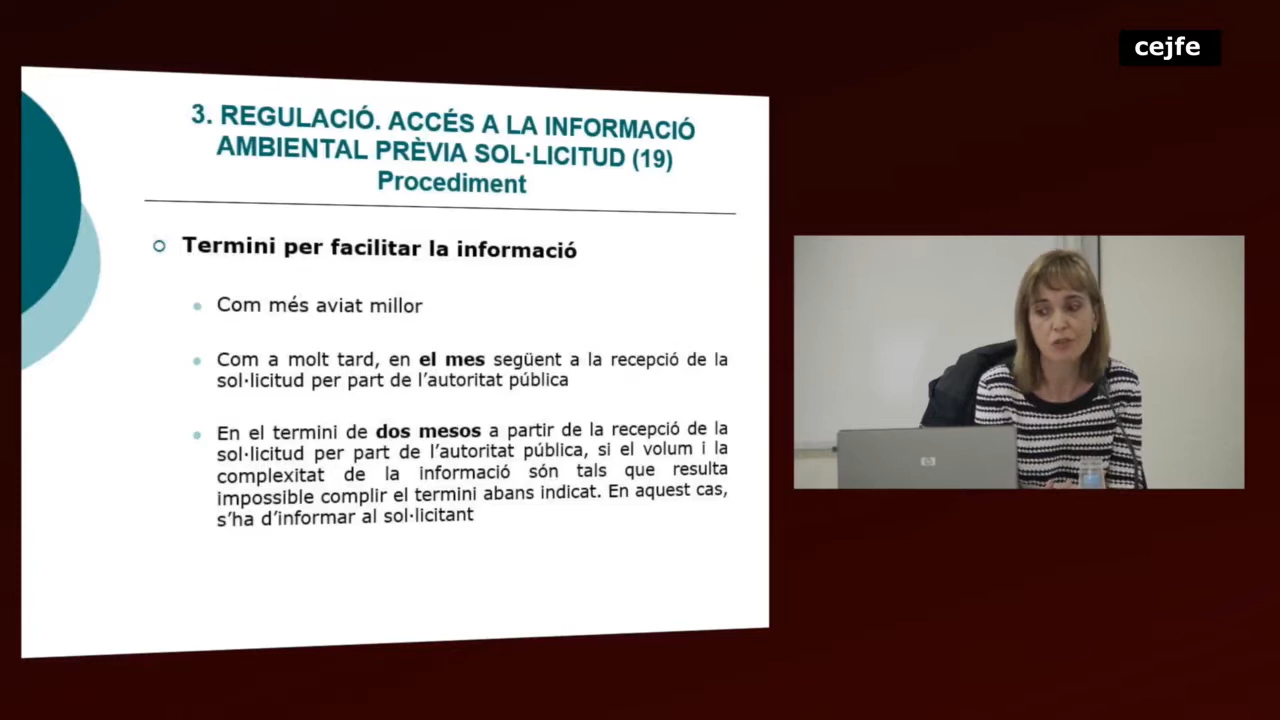 cejfe
3. REGULACIÓ. ACCÉS A LA INFORMACIÓ
AMBIENTAL PRÈVIA SOL·LICITUD (19)
Procediment
Termini per facilitar la informació
Com més aviat millor
Com a molt tard, en el mes següent a la recepció de la
sol·licitud per part de l’autoritat pública
En el termini de dos mesos a partir de la recepció de la
sol·licitud per part de l’autoritat pública, si el volum i la
complexitat de la informació són tals que resulta
impossible complir el termini abans indicat. En aquest cas,
s’ha d’informar al sol·licitant
hp